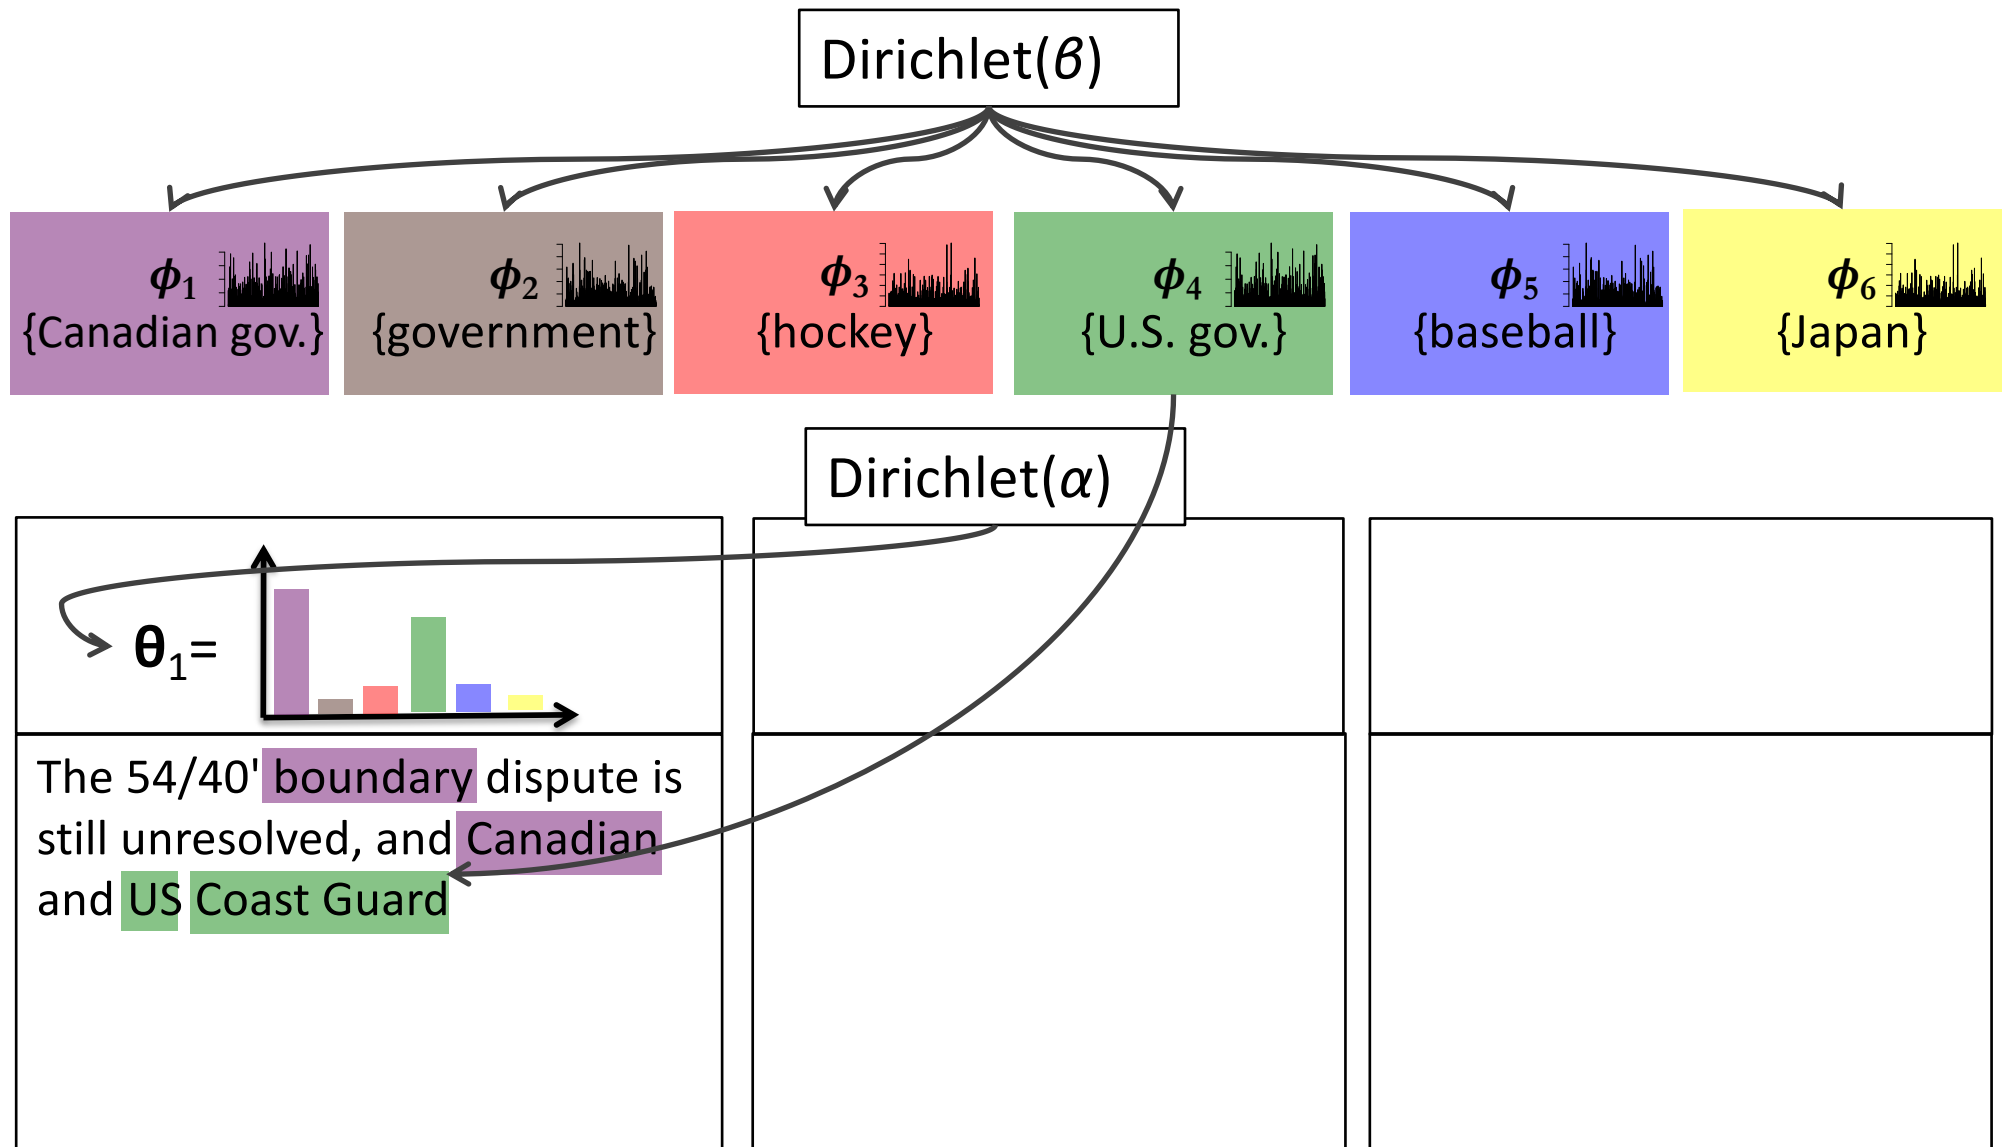 Dirichlet(β)
ϕ1 ϕ2 ϕ3 ϕ4 ϕ5 ϕ6
{Canadian gov.} {government} {hockey} {U.S. gov.} {baseball} {Japan}
Dirichlet(α)
θ1=
The 54/40' boundary dispute is
still unresolved, and Canadian
and US Coast Guard